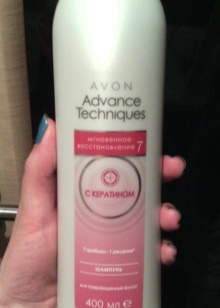 AVON
Advance
Techniques
мгновенное
восстановление 7
С КЕРАТИНОМ
ШАМПУНЬ
400 мл ℮